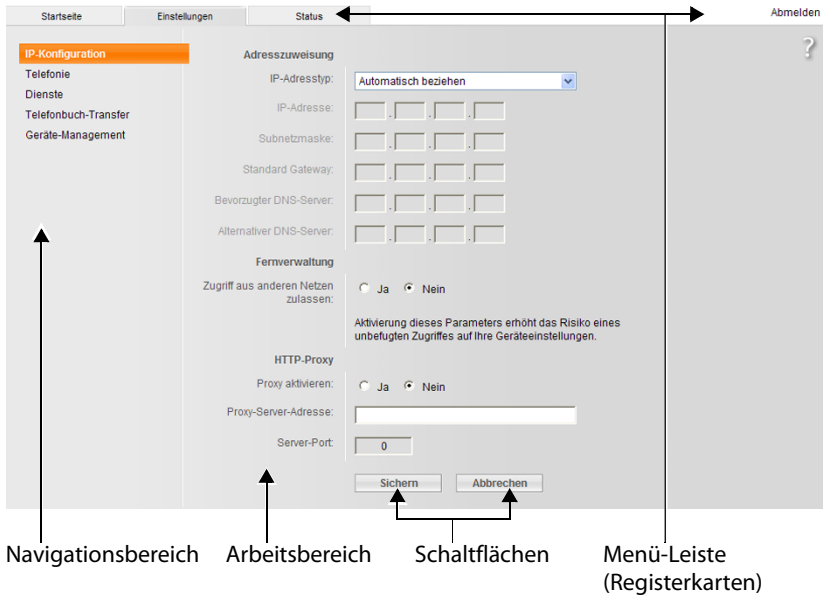 Startseite Einstellungen Status Abmelden
IP-Konfiguration
Telefonie
Dienste
Telefonbuch-Transfer
Geräte-Management
Adresszuweisung
IP-Adresstyp: Automatisch beziehen
IP-Adresse: . . .
Subnetzmaske: . . .
Standard Gateway: . . .
Bevorzugter DNS-Server: . . .
Alternativer DNS-Server: . . .
Fernverwaltung
Zugriff aus anderen Netzen
zulassen: Ja Nein
Aktivierung dieses Parameters erhöht das Risiko eines
unbefugten Zugriffes auf Ihre Geräteeinstellungen.
HTTP-Proxy
Proxy aktivieren: Ja Nein
Proxy-Server-Adresse:
Server-Port: 0
Sichern Abbrechen
?
Navigationsbereich Arbeitsbereich Schaltflächen Menü-Leiste
(Registerkarten)